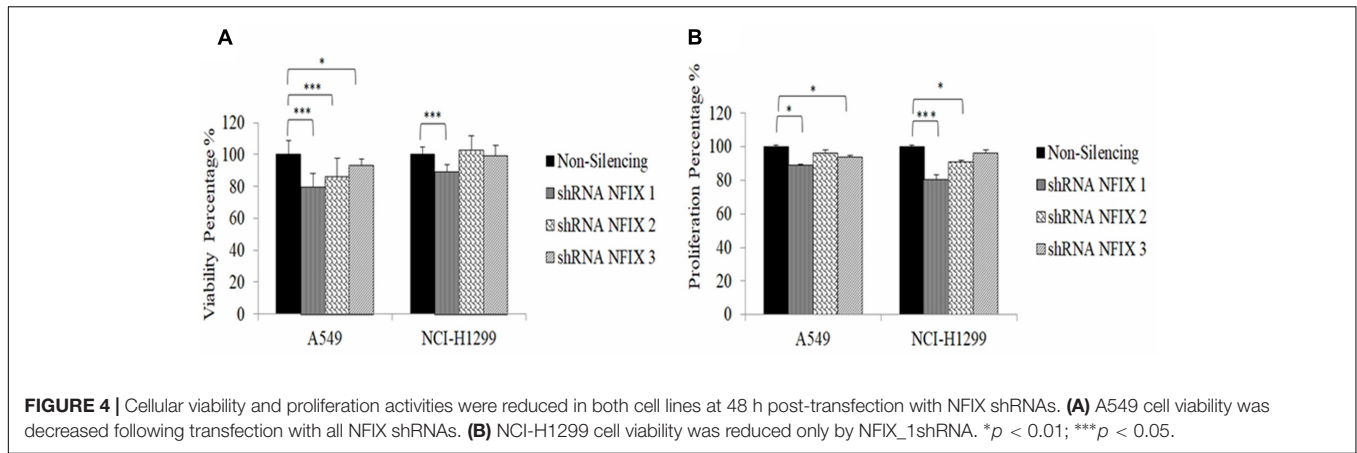 A
*
***
***
***
Viability Percentage %
120
100
80
60
40
20
0
A549
NCI-H1299
Non-Silencing
shRNA NFIX 1
shRNA NFIX 2
shRNA NFIX 3
B
*
*
*
***
Proliferation Percentage %
120
100
80
60
40
20
0
A549
NCI-H1299
Non-Silencing
shRNA NFIX 1
shRNA NFIX 2
shRNA NFIX 3
FIGURE 4 | Cellular viability and proliferation activities were reduced in both cell lines at 48 h post-transfection with NFIX shRNAs. (A) A549 cell viability was
decreased following transfection with all NFIX shRNAs. (B) NCI-H1299 cell viability was reduced only by NFIX_1shRNA. *p < 0.01; ***p < 0.05.